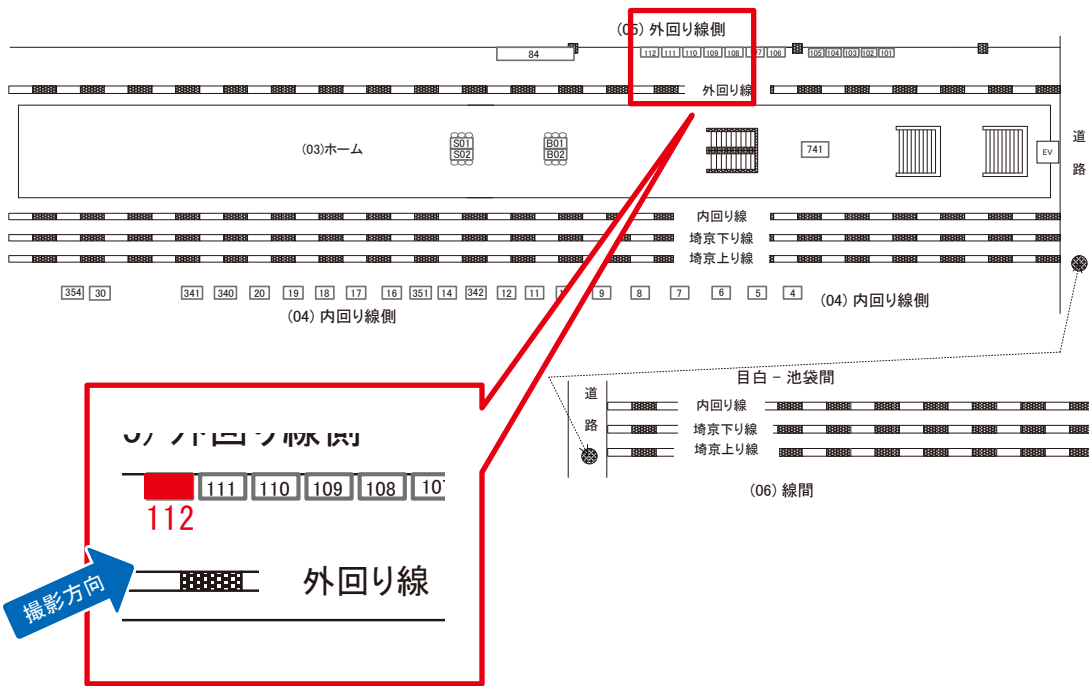 (05) 外回り線側
84
112 111 110 109 108 107 106 105 104 103 102 101
外回り線
(03)ホーム
S01
S02
B01
B02
741
EV
道路
内回り線
埼京下り線
埼京上り線
354 30 341 340 20 19 18 17 16 351 14 342 12 11 9 8 7 6 5 4
(04) 内回り線側
(04) 内回り線側
目白 − 池袋間
道路
内回り線
埼京下り線
埼京上り線
(06) 線間
5) 外回り線側
111 110 109 108 10
112
外回り線
撮影方向